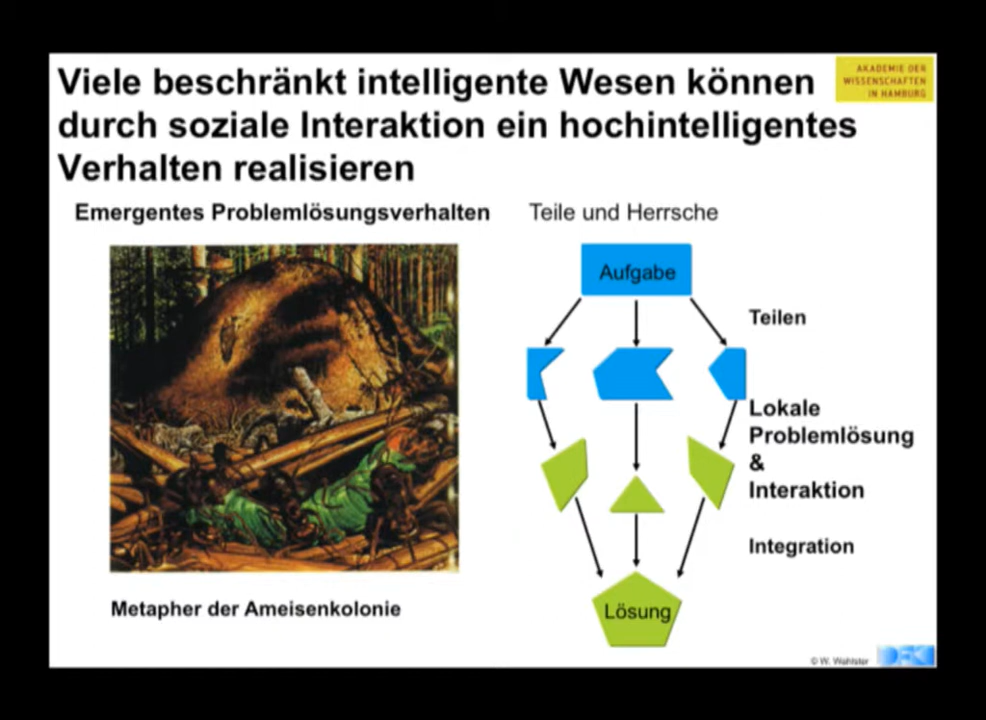 Viele beschränkt intelligente Wesen können
durch soziale Interaktion ein hochintelligentes
Verhalten realisieren
AKADEMIE DER
WISSENSCHAFTEN
IN HAMBURG
Emergentes Problemlösungsverhalten
Teile und Herrsche
Aufgabe
Teilen
Lokale
Problemlösung
&
Interaktion
Integration
Lösung
Metapher der Ameisenkolonie
© W. Wahlster
DFKI